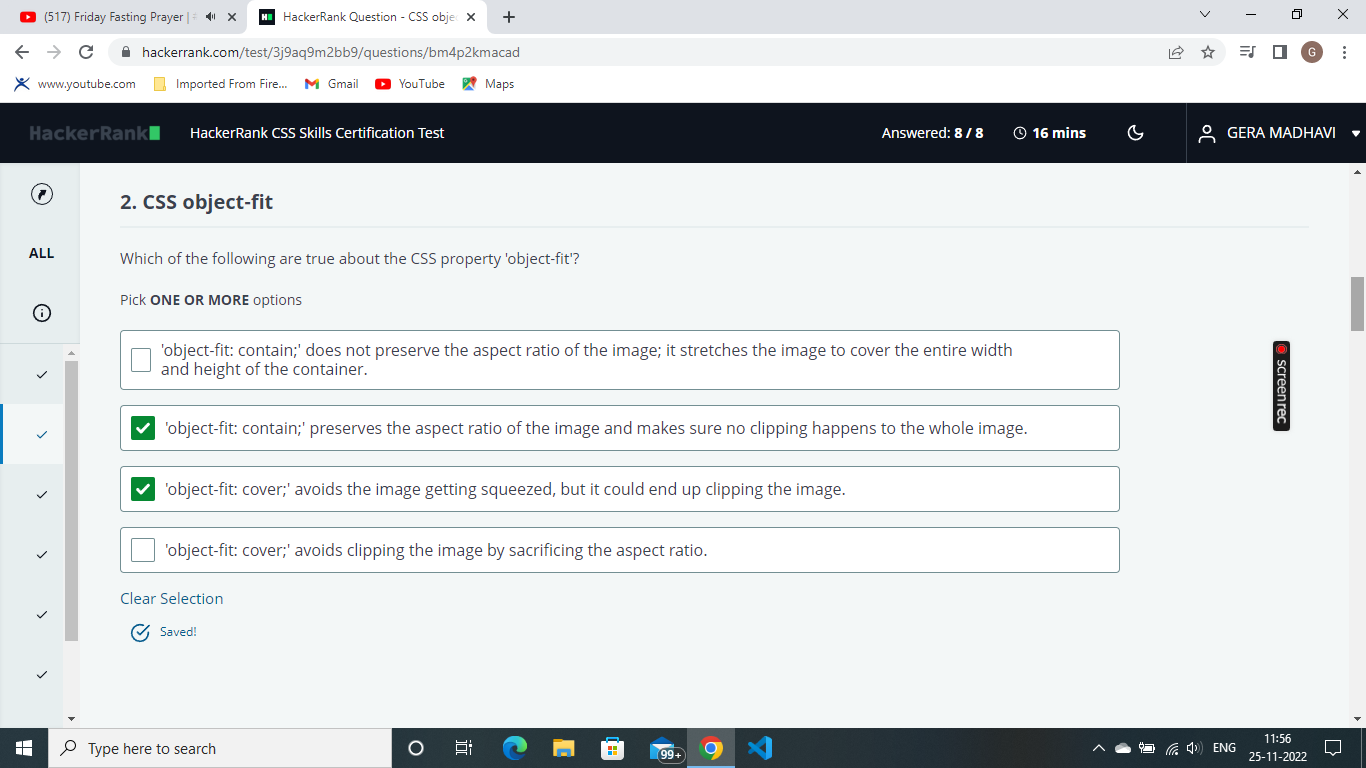 (517) Friday Fasting Prayer |
HackerRank Question - CSS obje
hackerrank.com/test/3j9aq9m2bb9/questions/bm4p2kmacad
G
www.youtube.com
Imported From Fire...
Gmail
YouTube
Maps
HackerRank
HackerRank CSS Skills Certification Test
Answered: 8 / 8
16 mins
GERA MADHAVI
ALL
2. CSS object-fit
Which of the following are true about the CSS property 'object-fit'?
Pick ONE OR MORE options
'object-fit: contain;' does not preserve the aspect ratio of the image; it stretches the image to cover the entire width
and height of the container.
'object-fit: contain;' preserves the aspect ratio of the image and makes sure no clipping happens to the whole image.
'object-fit: cover;' avoids the image getting squeezed, but it could end up clipping the image.
'object-fit: cover;' avoids clipping the image by sacrificing the aspect ratio.
Clear Selection
Saved!
screenrec
Type here to search
99+
ENG
11:56
25-11-2022